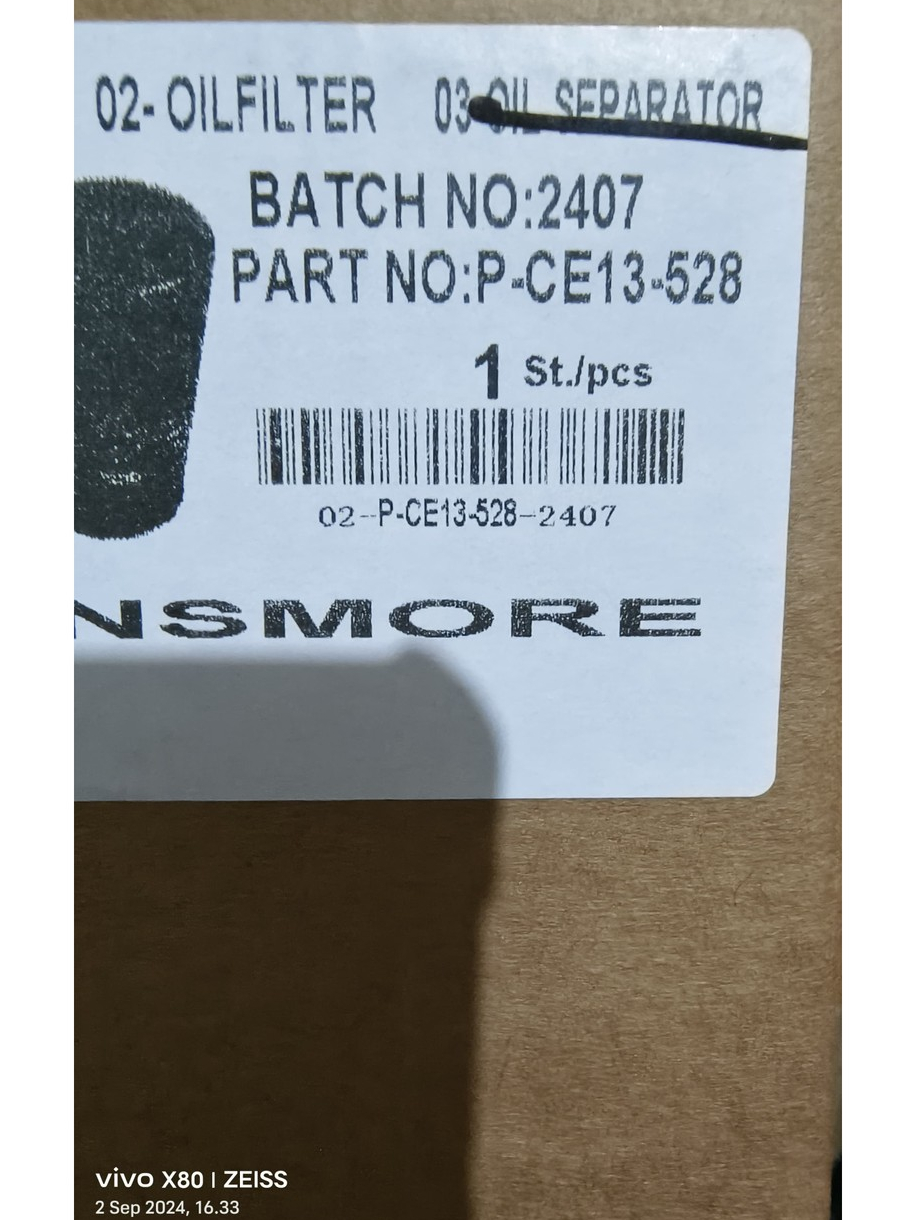 02- OILFILTER 03-OIL SEPARATOR
BATCH NO:2407
PART NO:P-CE13-528
1 St./pcs
02--P-CE13-528-2407
NSMORE
vivo X80 | ZEISS
2 Sep 2024, 16.33